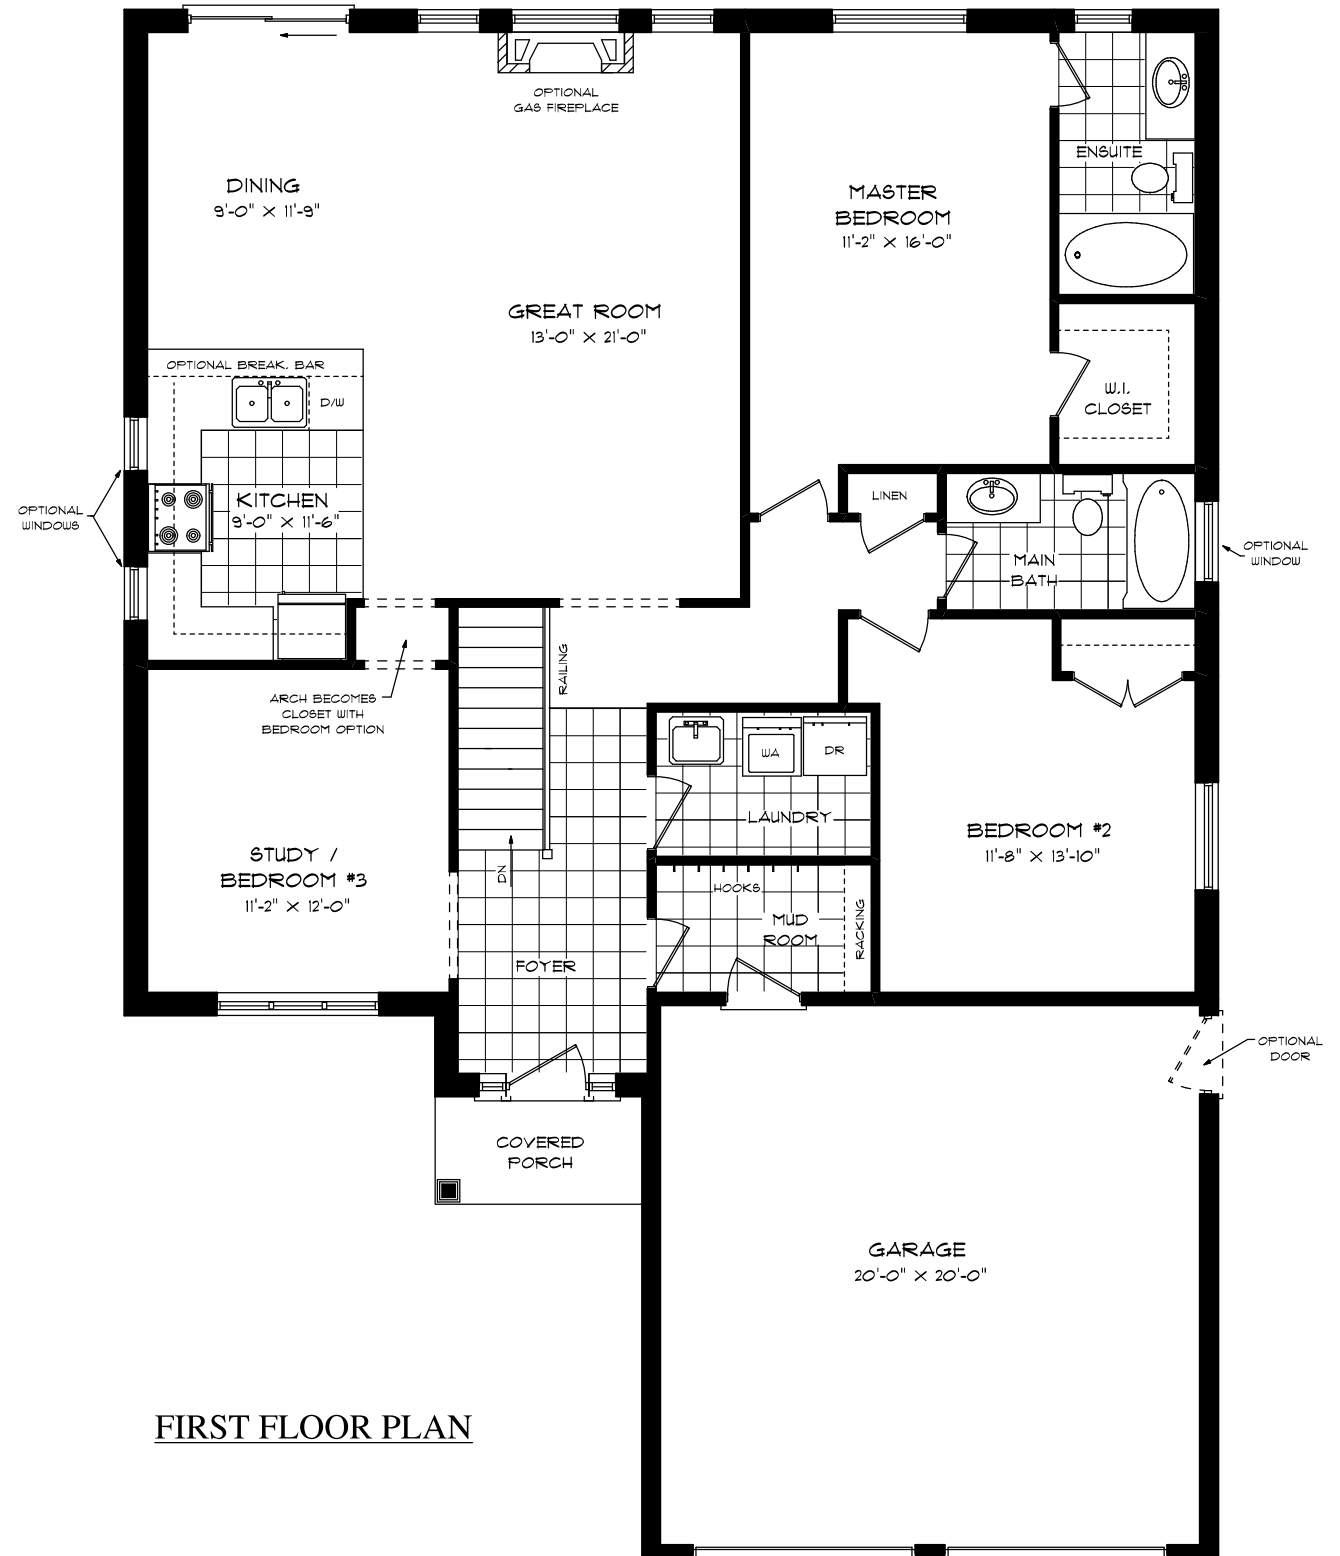 OPTIONAL
GAS FIREPLACE
DINING
9'-0" X 11'-9"
MASTER
BEDROOM
11'-2" X 16'-0"
ENSUITE
GREAT ROOM
13'-0" X 21'-0"
OPTIONAL BREAK. BAR
D/W
W.I.
CLOSET
KITCHEN
9'-0" X 11'-6"
OPTIONAL
WINDOWS
LINEN
MAIN
BATH
OPTIONAL
WINDOW
RAILING
ARCH BECOMES
CLOSET WITH
BEDROOM OPTION
WA
DR
LAUNDRY
BEDROOM #2
11'-8" X 13'-10"
STUDY /
BEDROOM #3
11'-2" X 12'-0"
DN
HOOKS
MUD
ROOM
RACKING
FOYER
OPTIONAL
DOOR
COVERED
PORCH
GARAGE
20'-0" X 20'-0"
FIRST FLOOR PLAN